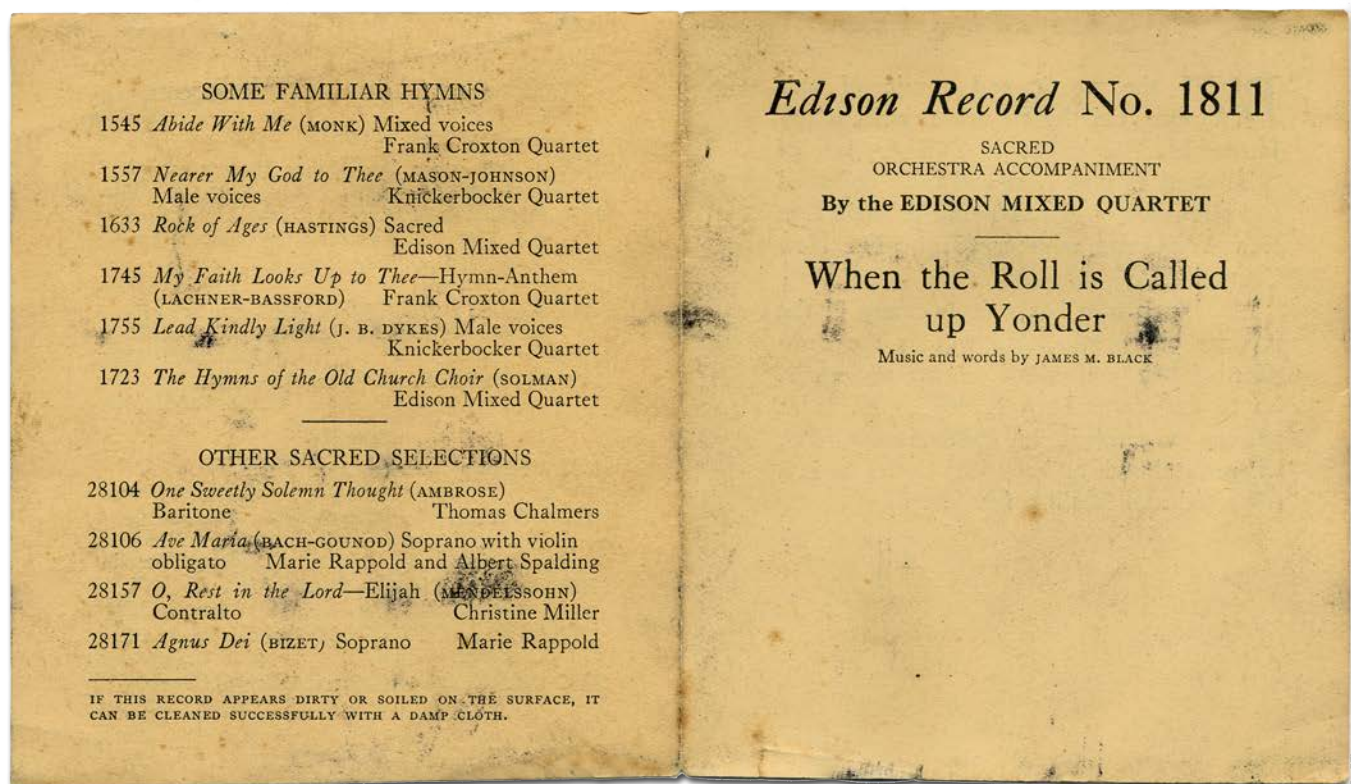 SOME FAMILIAR HYMNS
1545 Abide With Me (MONK) Mixed voices
Frank Croxton Quartet
1557 Nearer My God to Thee (MASON-JOHNSON)
Male voices Knickerbocker Quartet
1633 Rock of Ages (HASTINGS) Sacred
Edison Mixed Quartet
1745 My Faith Looks Up to Thee—Hymn-Anthem
(LACHNER-BASSFORD) Frank Croxton Quartet
1755 Lead Kindly Light (J. B. DYKES) Male voices
Knickerbocker Quartet
1723 The Hymns of the Old Church Choir (SOLMAN)
Edison Mixed Quartet
OTHER SACRED SELECTIONS
28104 One Sweetly Solemn Thought (AMBROSE)
Baritone Thomas Chalmers
28106 Ave Maria (BACH-GOUNOD) Soprano with violin
obligato Marie Rappold and Albert Spalding
28157 O, Rest in the Lord—Elijah (MENDELSSOHN)
Contralto Christine Miller
28171 Agnus Dei (BIZET) Soprano Marie Rappold
IF THIS RECORD APPEARS DIRTY OR SOILED ON THE SURFACE, IT
CAN BE CLEANED SUCCESSFULLY WITH A DAMP CLOTH.
Edison Record No. 1811
SACRED
ORCHESTRA ACCOMPANIMENT
By the EDISON MIXED QUARTET
When the Roll is Called
up Yonder
Music and words by JAMES M. BLACK